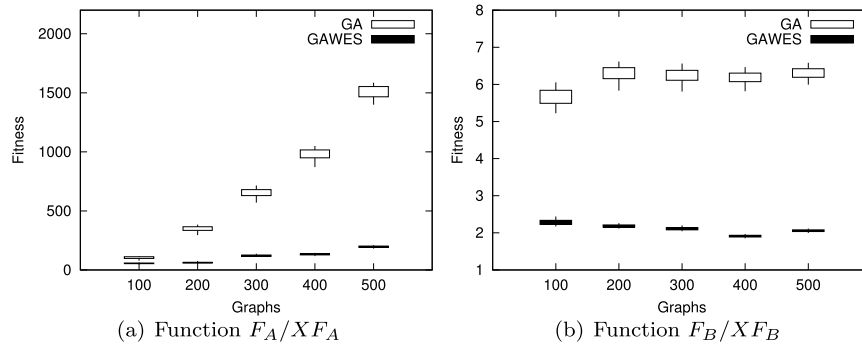 2200
GA
GAWES
1500
1000
500
0
Fitness
100 200 300 400 500
Graphs
(a) Function F_A/XF_A
8
GA
GAWES
7
6
5
4
3
2
1
Fitness
100 200 300 400 500
Graphs
(b) Function F_B/XF_B